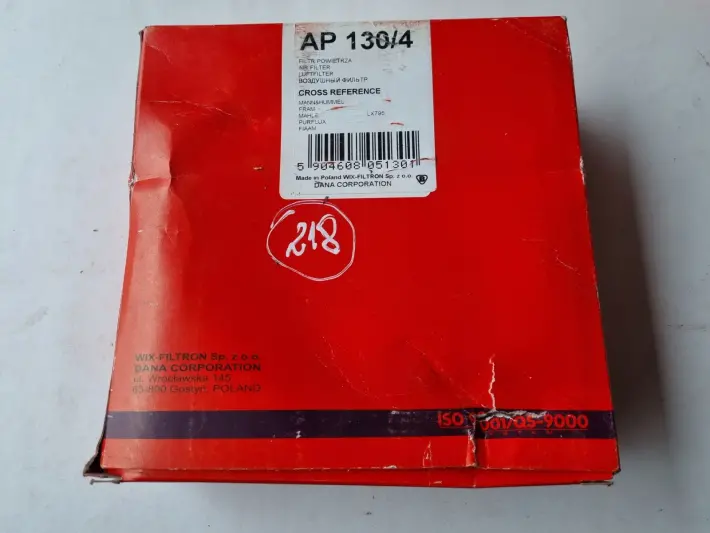 AP 130/4
FILTR POWIETRZA
AIR FILTER
LUFTFILTER
ВОЗДУШНЫЙ ФИЛЬТР
CROSS REFERENCE
MANN&HUMMEL
FRAM
MAHLE LX795
PURFLUX
FIAAM
5 904608 051301
Made in Poland WIX-FILTRON Sp. z o.o.
DANA CORPORATION
218
WIX-FILTRON Sp. z o.o.
DANA CORPORATION
ul. Wrocławska 145
63-800 Gostyń, POLAND
ISO 9001/QS-9000